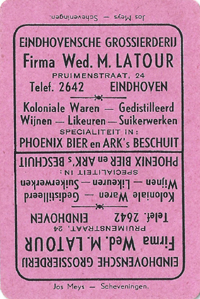 Jos Meys — Scheveningen
EINDHOVENSCHE GROSSIERDERIJ
Firma Wed. M. LATOUR
PRUIMENSTRAAT, 24
Telef. 2642 EINDHOVEN
Koloniale Waren — Gedistilleerd
Wijnen — Likeuren — Suikerwerken
SPECIALITEIT IN:
PHOENIX BIER en ARK's BESCHUIT
PHOENIX BIER en ARK's BESCHUIT
SPECIALITEIT IN:
Wijnen — Likeuren — Suikerwerken
Koloniale Waren — Gedistilleerd
Telef. 2642 EINDHOVEN
PRUIMENSTRAAT, 24
Firma Wed. M. LATOUR
EINDHOVENSCHE GROSSIERDERIJ
Jos Meys — Scheveningen